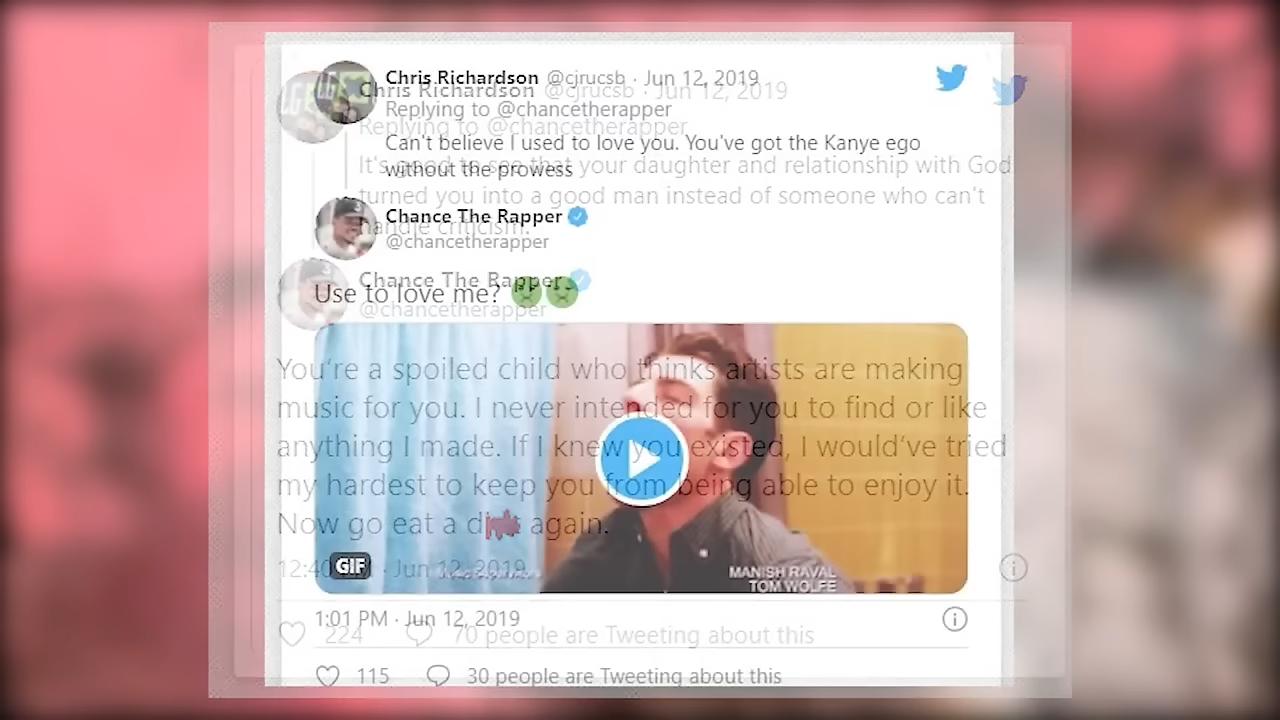 Chris Richardson @cjrucsb · Jun 12, 2019
Replying to @chancetherapper
Can't believe I used to love you. You've got the Kanye ego
without the prowess
Chance The Rapper
@chancetherapper
Use to love me?
GIF
MANISH RAVAL
TOM WOLFE
1:01 PM · Jun 12, 2019
115 30 people are Tweeting about this
Chris Richardson @cjrucsb · Jun 12, 2019
Replying to @chancetherapper
It's good to see that your daughter and relationship with God
turned you into a good man instead of someone who can't
handle criticism.
Chance The Rapper
@chancetherapper
You're a spoiled child who thinks artists are making
music for you. I never intended for you to find or like
anything I made. If I knew you existed, I would've tried
my hardest to keep you from being able to enjoy it.
Now go eat a d again.
Jun 12, 2019
224 70 people are Tweeting about this